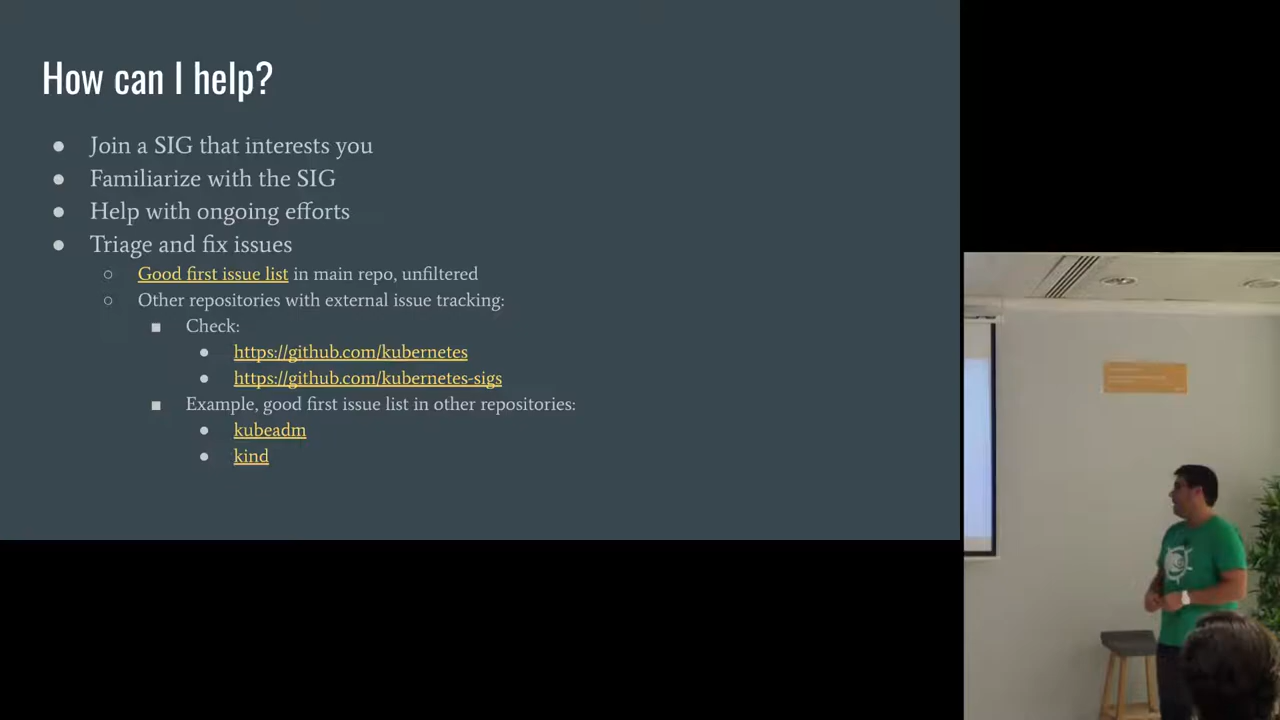 How can I help?
● Join a SIG that interests you
● Familiarize with the SIG
● Help with ongoing efforts
● Triage and fix issues
○ Good first issue list in main repo, unfiltered
○ Other repositories with external issue tracking:
■ Check:
● https://github.com/kubernetes
● https://github.com/kubernetes-sigs
■ Example, good first issue list in other repositories:
● kubeadm
● kind